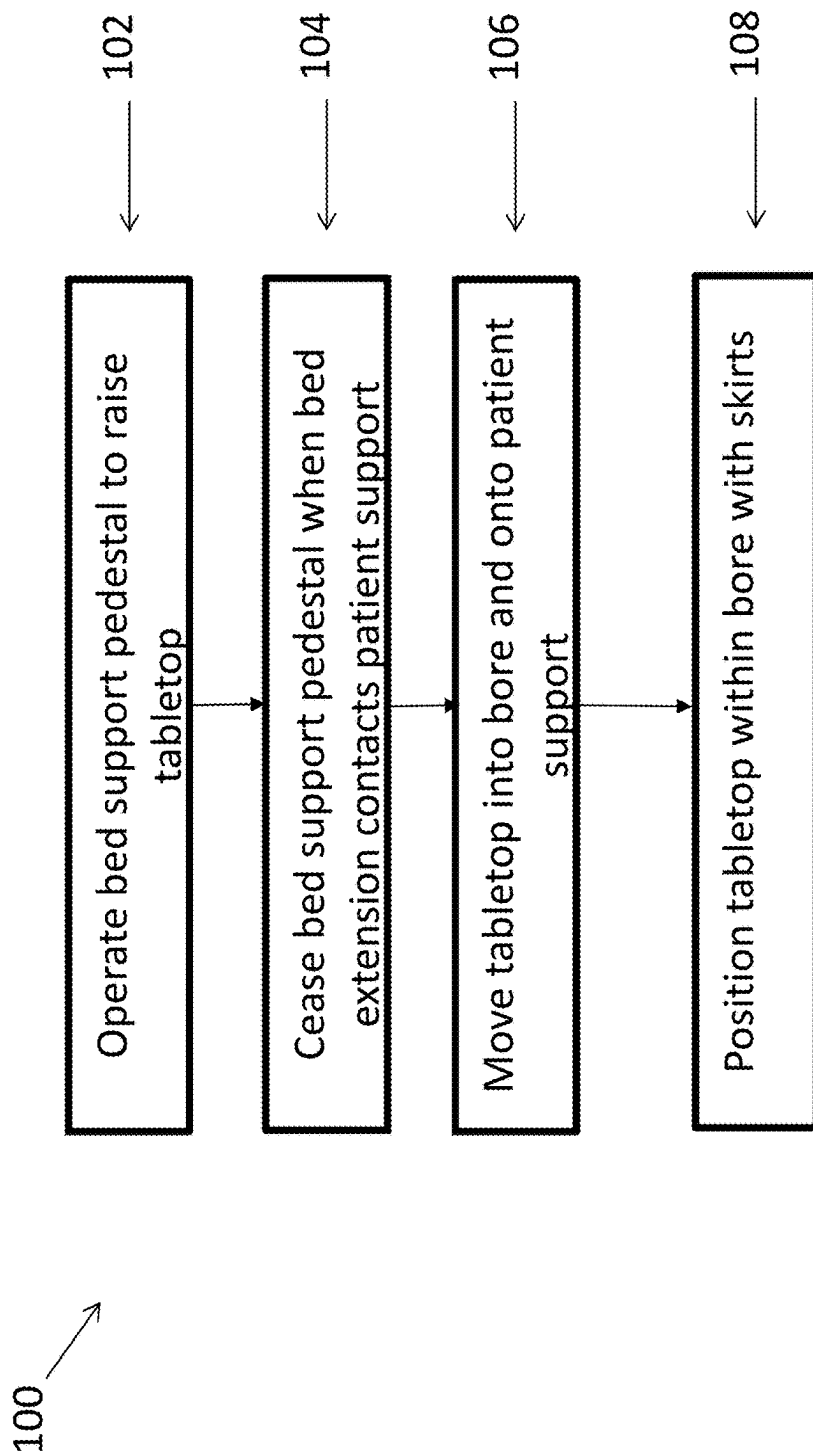 100
Operate bed support pedestal to raise
tabletop
102
Cease bed support pedestal when bed
extension contacts patient support
104
Move tabletop into bore and onto patient
support
106
Position tabletop within bore with skirts
108